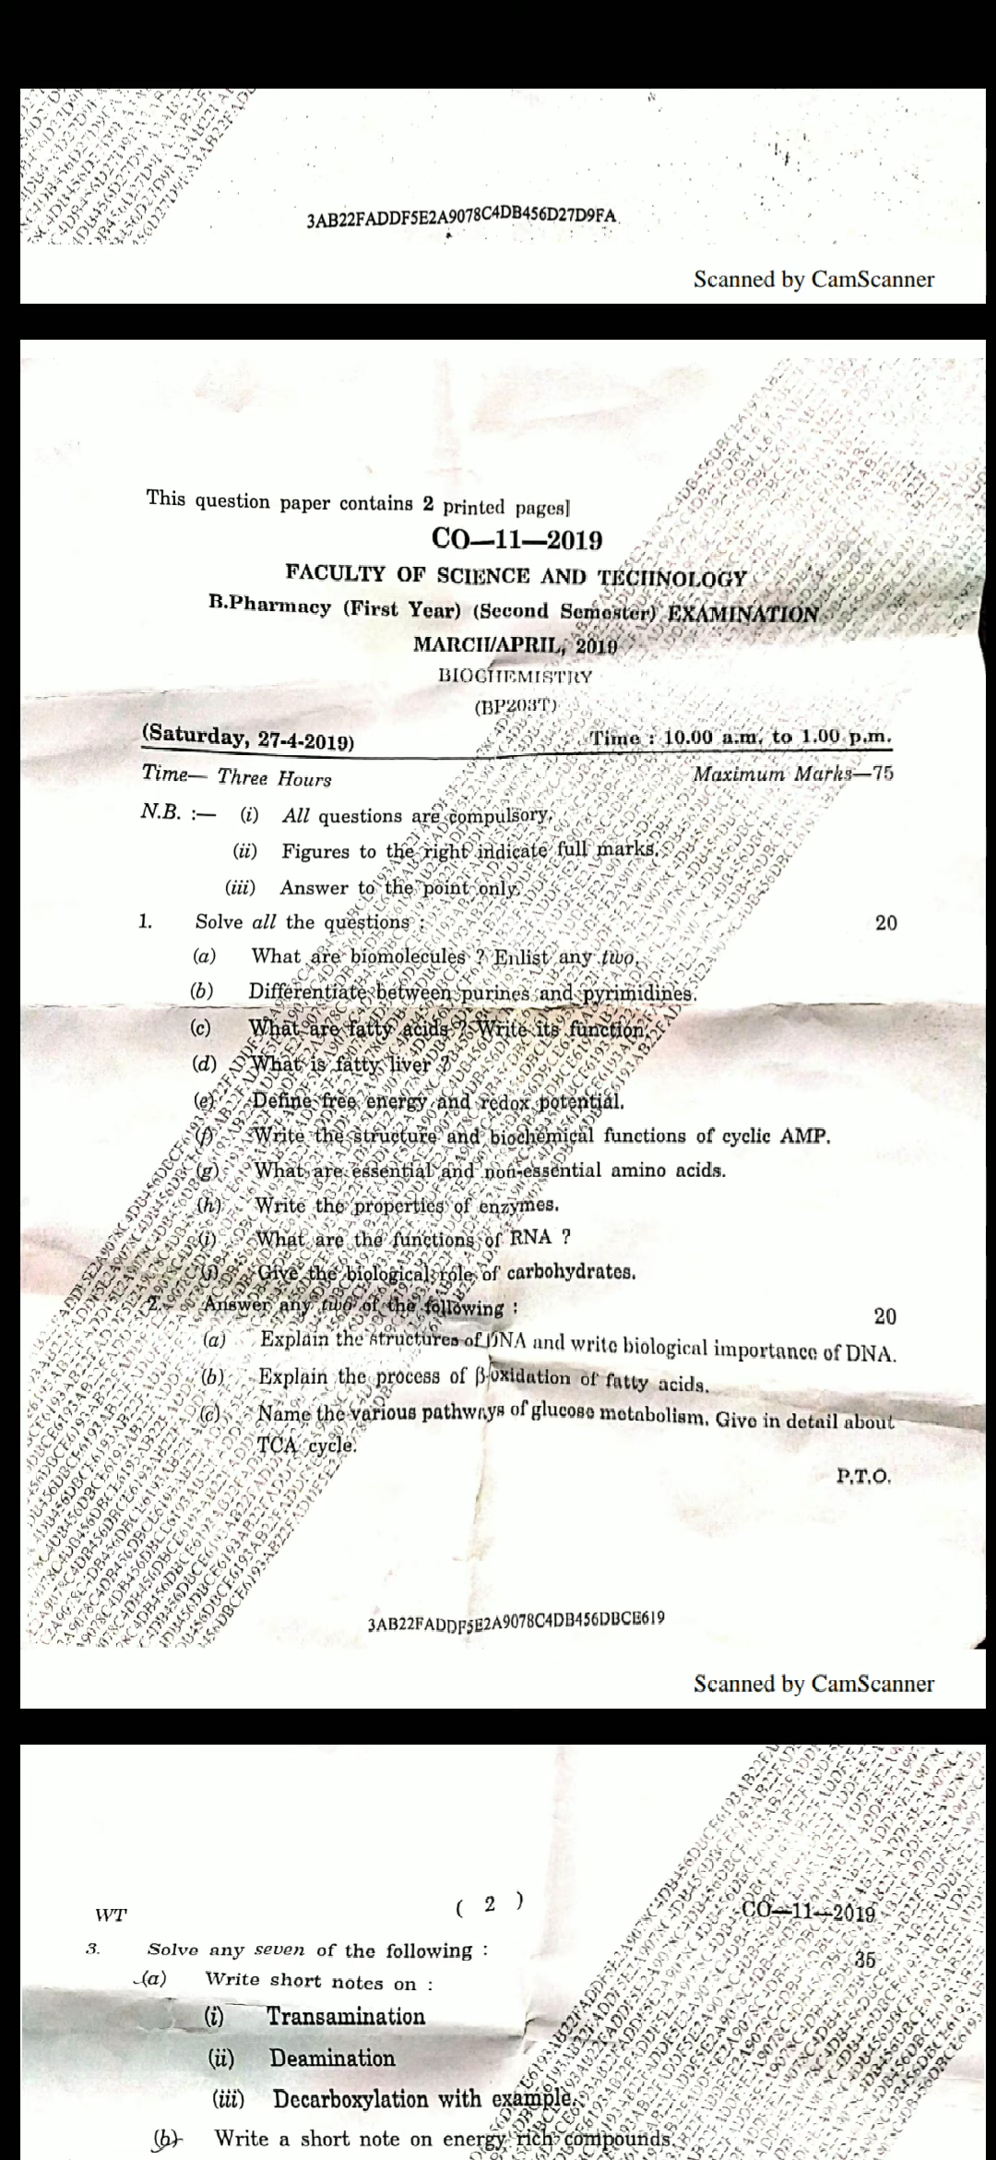 3AB22FADDF5E2A9078C4DB456D27D9FA
Scanned by CamScanner
This question paper contains 2 printed pages]
CO—11—2019
FACULTY OF SCIENCE AND TECHNOLOGY
B.Pharmacy (First Year) (Second Semester) EXAMINATION
MARCH/APRIL, 2019
BIOCHEMISTRY
(BP203T)
(Saturday, 27-4-2019) Time : 10.00 a.m. to 1.00 p.m.
Time— Three Hours Maximum Marks—75
N.B. :— (i) All questions are compulsory.
(ii) Figures to the right indicate full marks.
(iii) Answer to the point only.
1. Solve all the questions : 20
(a) What are biomolecules ? Enlist any two.
(b) Differentiate between purines and pyrimidines.
(c) What are fatty acids ? Write its function.
(d) What is fatty liver ?
(e) Define free energy and redox potential.
(f) Write the structure and biochemical functions of cyclic AMP.
(g) What are essential and non-essential amino acids.
(h) Write the properties of enzymes.
(i) What are the functions of RNA ?
(j) Give the biological role of carbohydrates.
2. Answer any two of the following : 20
(a) Explain the structures of DNA and write biological importance of DNA.
(b) Explain the process of β-oxidation of fatty acids.
(c) Name the various pathways of glucose metabolism. Give in detail about
TCA cycle.
P.T.O.
3AB22FADDF5E2A9078C4DB456DBCE619
Scanned by CamScanner
WT ( 2 ) CO—11—2019
3. Solve any seven of the following : 35
(a) Write short notes on :
(i) Transamination
(ii) Deamination
(iii) Decarboxylation with example.
(b) Write a short note on energy rich compounds.